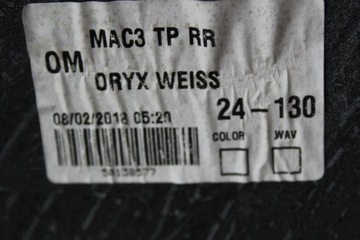 MAC3 TP RR
OM
ORYX WEISS
08/02/2018 05:20
24-130
COLOR WAV